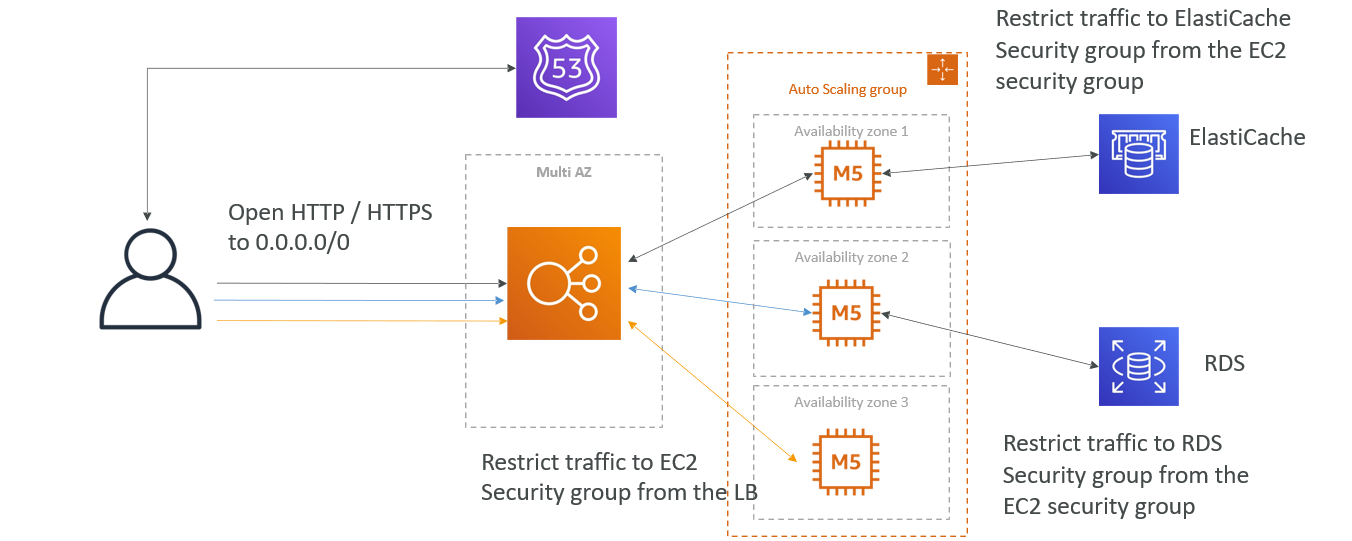 Restrict traffic to ElastiCache
Security group from the EC2
security group
53
Auto Scaling group
Availability zone 1
ElastiCache
Multi AZ
M5
Open HTTP / HTTPS
to 0.0.0.0/0
Availability zone 2
M5
RDS
Availability zone 3
M5
Restrict traffic to EC2
Security group from the LB
Restrict traffic to RDS
Security group from the
EC2 security group